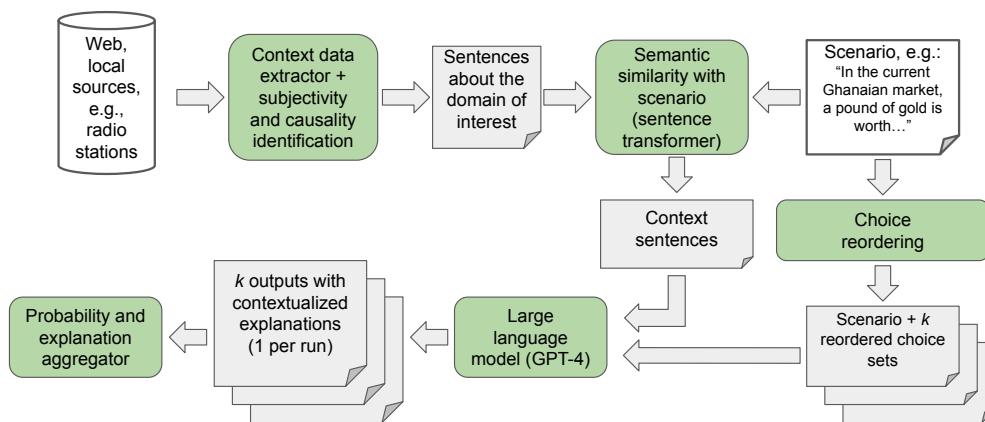 Web,
local
sources,
e.g.,
radio
stations
Context data
extractor +
subjectivity
and causality
identification
Sentences
about the
domain of
interest
Semantic
similarity with
scenario
(sentence
transformer)
Scenario, e.g.:
“In the current
Ghanaian market,
a pound of gold is
worth…”
Context
sentences
Choice
reordering
Probability and
explanation
aggregator
k outputs with
contextualized
explanations
(1 per run)
Large
language
model (GPT-4)
Scenario + k
reordered choice
sets